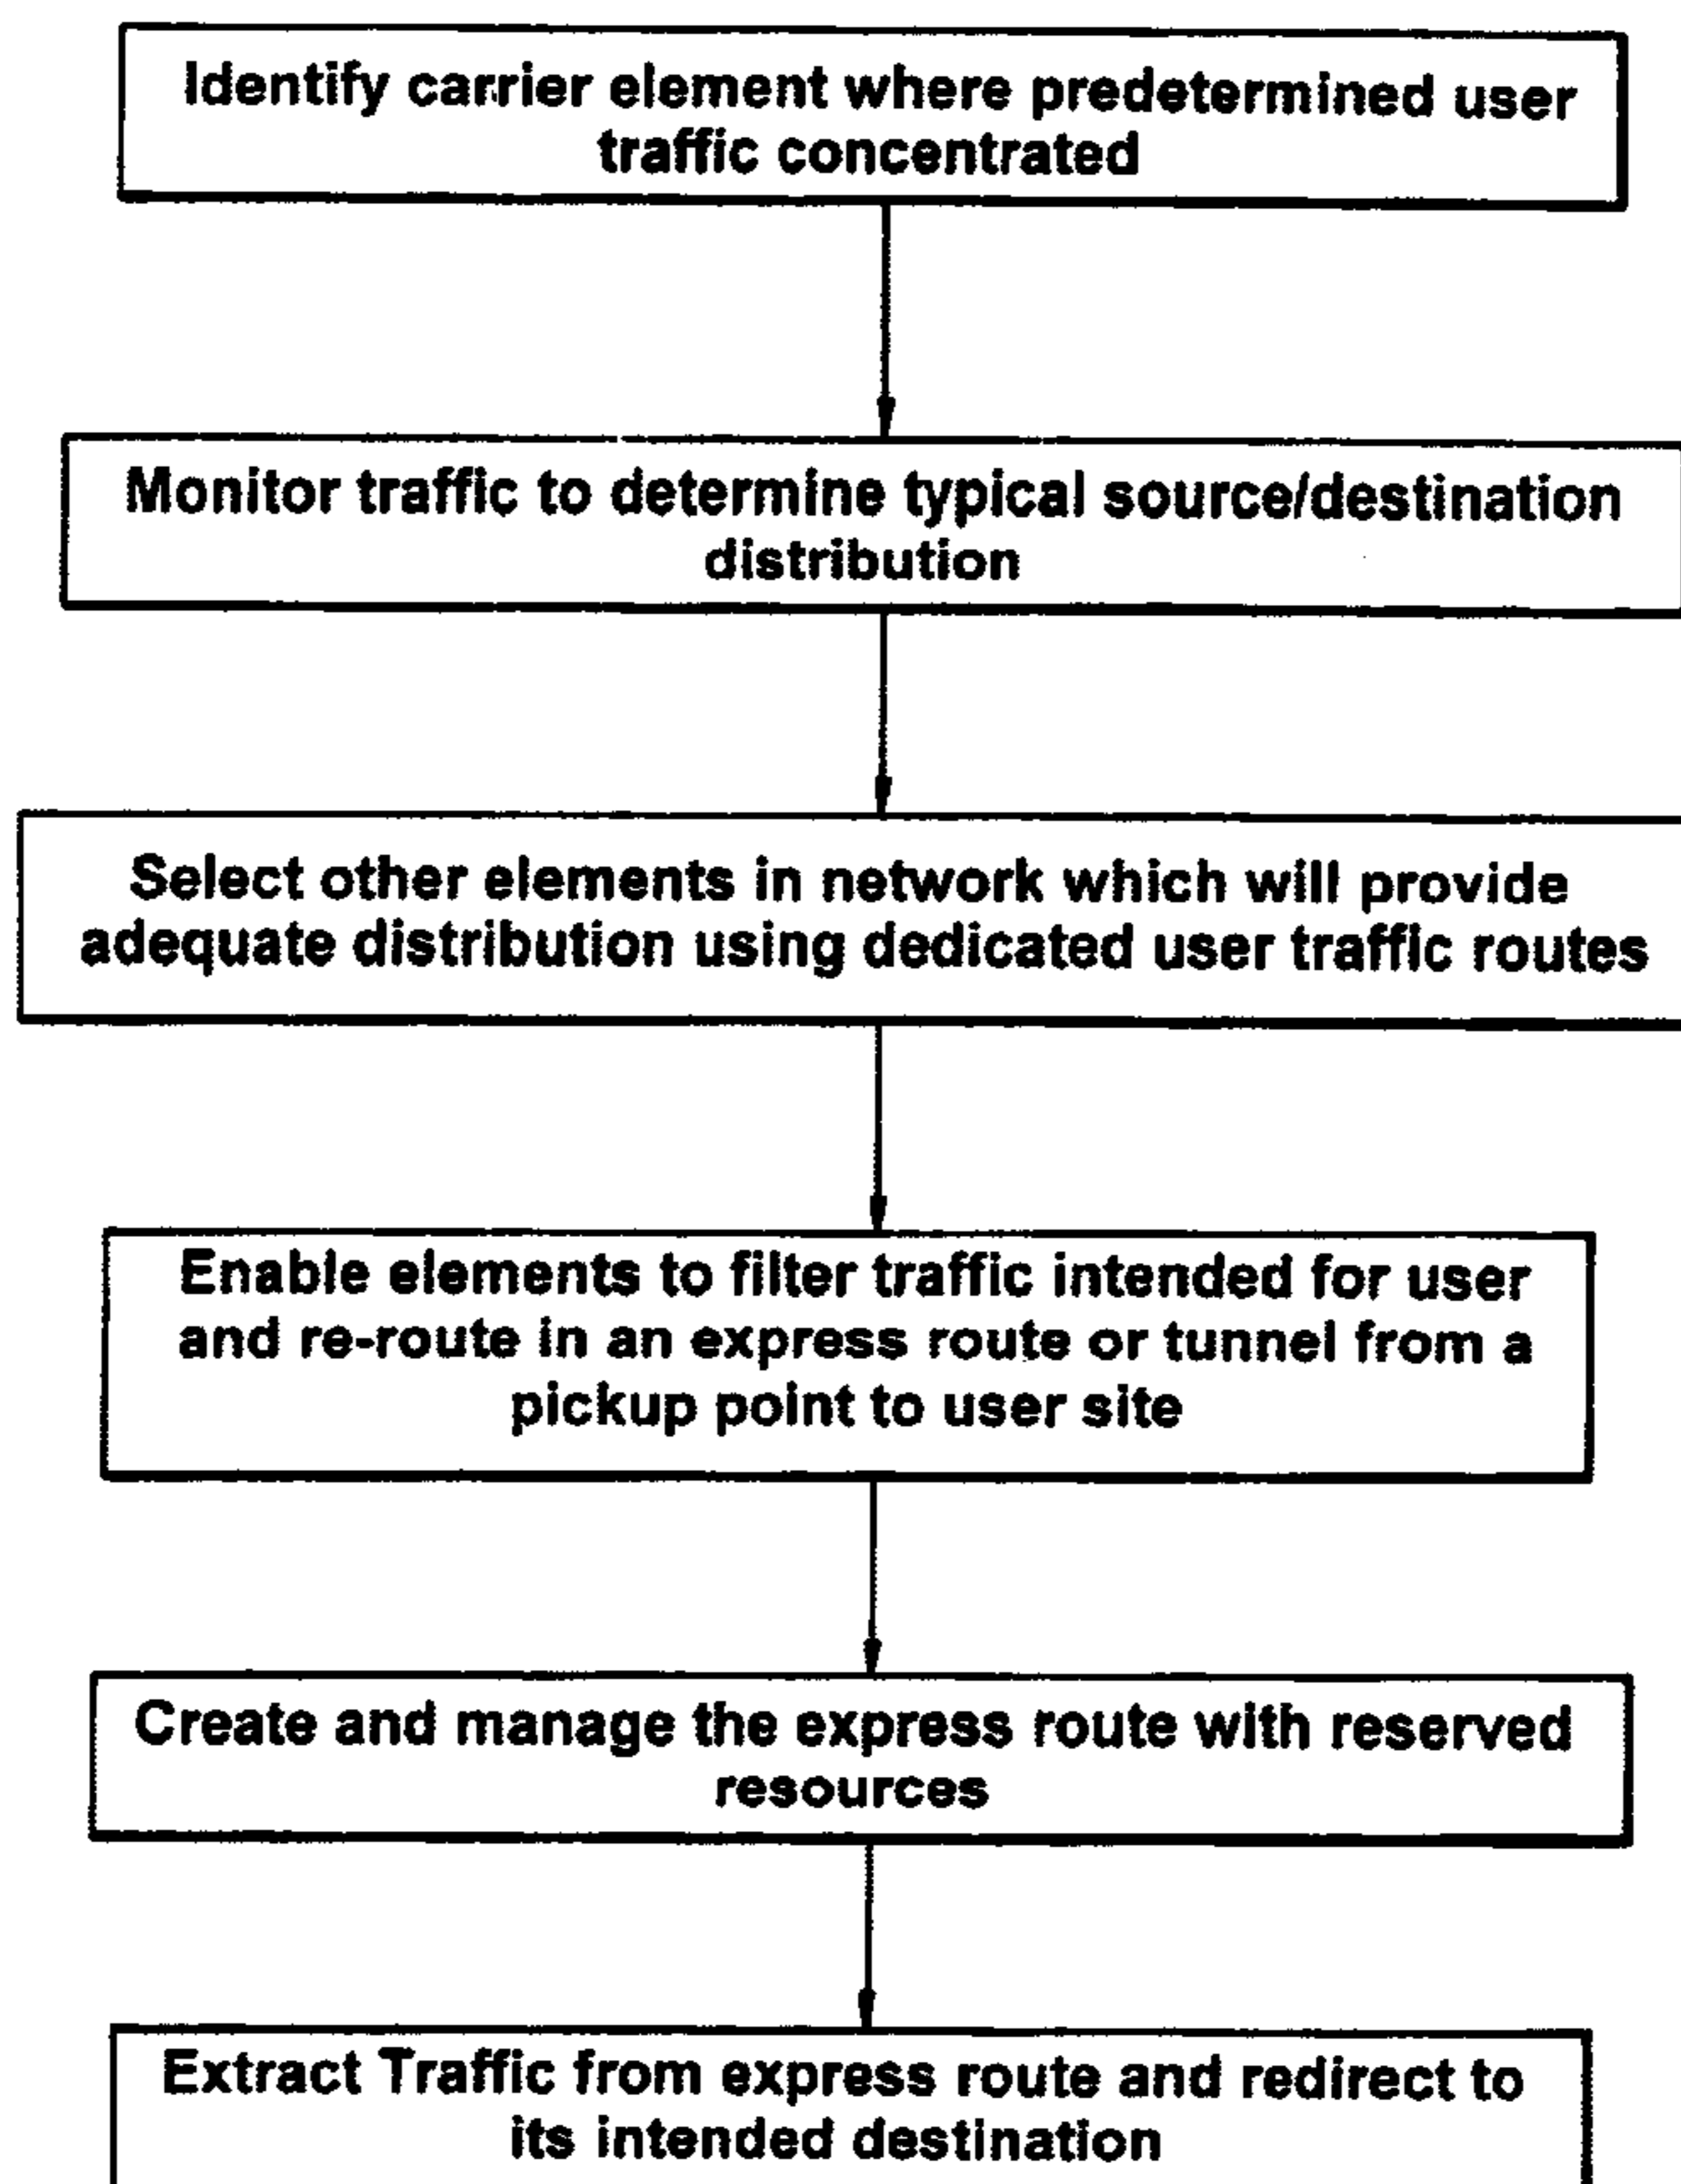 Identify carrier element where predetermined user
traffic concentrated
Monitor traffic to determine typical source/destination
distribution
Select other elements in network which will provide
adequate distribution using dedicated user traffic routes
Enable elements to filter traffic intended for user
and re-route in an express route or tunnel from a
pickup point to user site
Create and manage the express route with reserved
resources
Extract Traffic from express route and redirect to
its intended destination